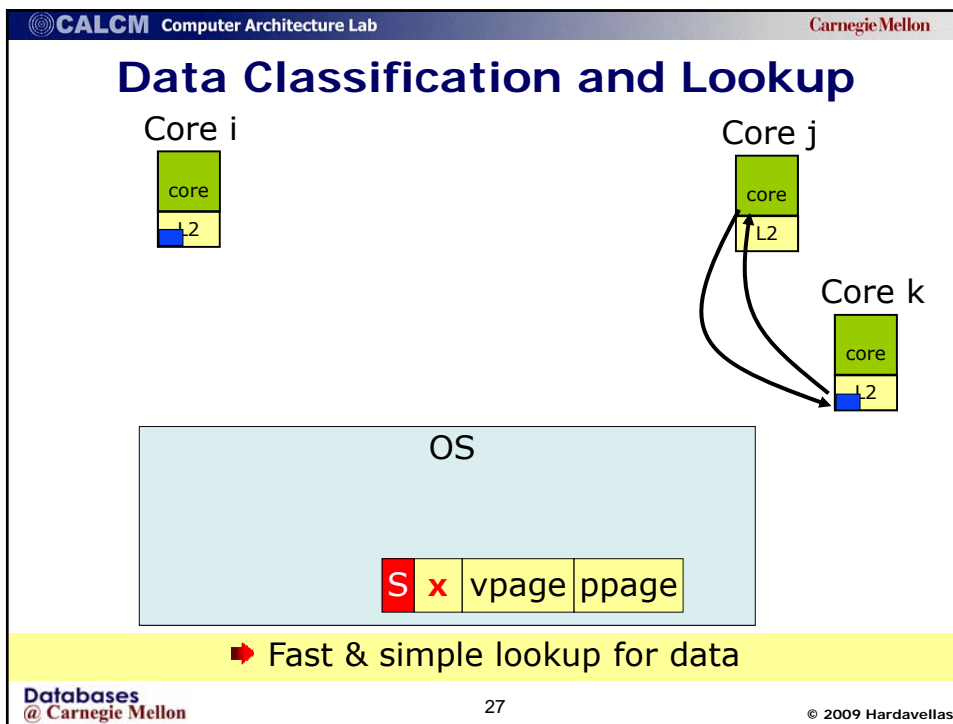 CALCM Computer Architecture Lab
Carnegie Mellon
Data Classification and Lookup
Core i
Core j
core
core
L2
L2
Core k
core
L2
OS
S x vpage ppage
Fast & simple lookup for data
Databases
@ Carnegie Mellon
27
© 2009 Hardavellas